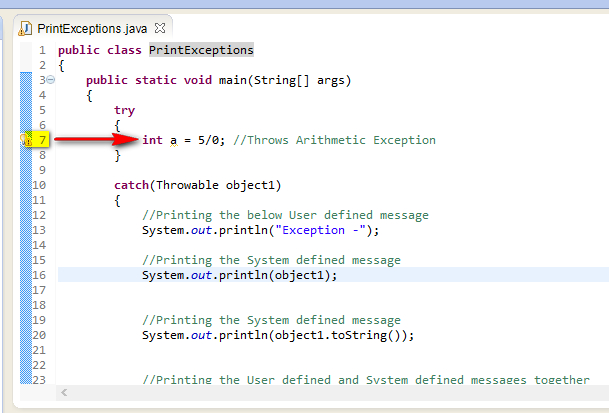 PrintExceptions.java
1 public class PrintExceptions
2 {
3 public static void main(String[] args)
4 {
5 try
6 {
7 int a = 5/0; //Throws Arithmetic Exception
8 }
9
10 catch(Throwable object1)
11 {
12 //Printing the below User defined message
13 System.out.println("Exception -");
14
15 //Printing the System defined message
16 System.out.println(object1);
17
18
19 //Printing the System defined message
20 System.out.println(object1.toString());
21
22
23 //Printing the User defined and System defined messages together